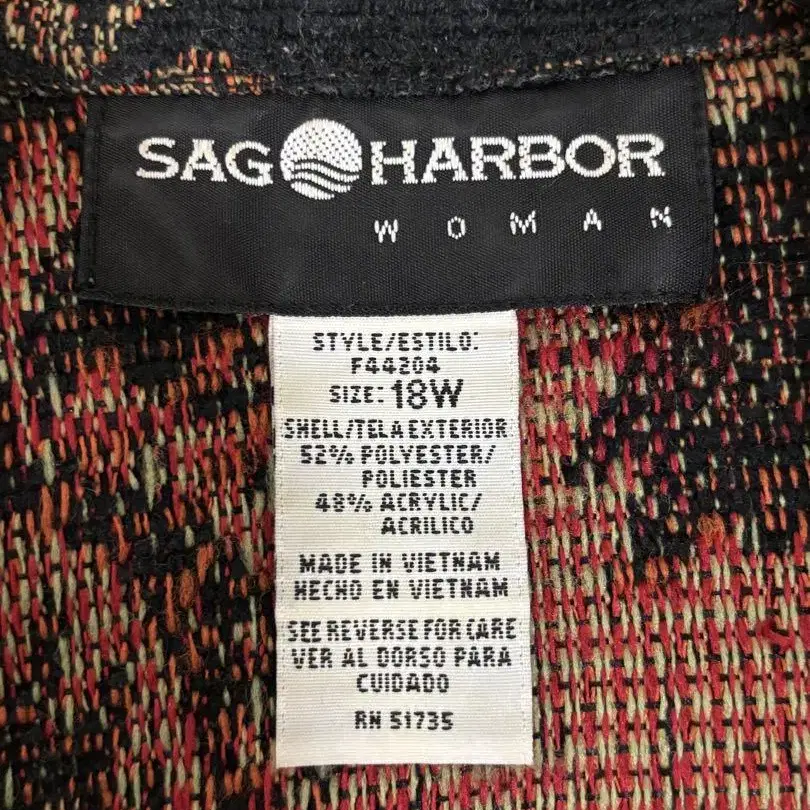 SAG HARBOR
WOMAN
STYLE/ESTILO:
F44204
SIZE: 18W
SHELL/TELA EXTERIOR
52% POLYESTER/
POLIESTER
48% ACRYLIC/
ACRILICO
MADE IN VIETNAM
HECHO EN VIETNAM
SEE REVERSE FOR CARE
VER AL DORSO PARA
CUIDADO
RN 51735